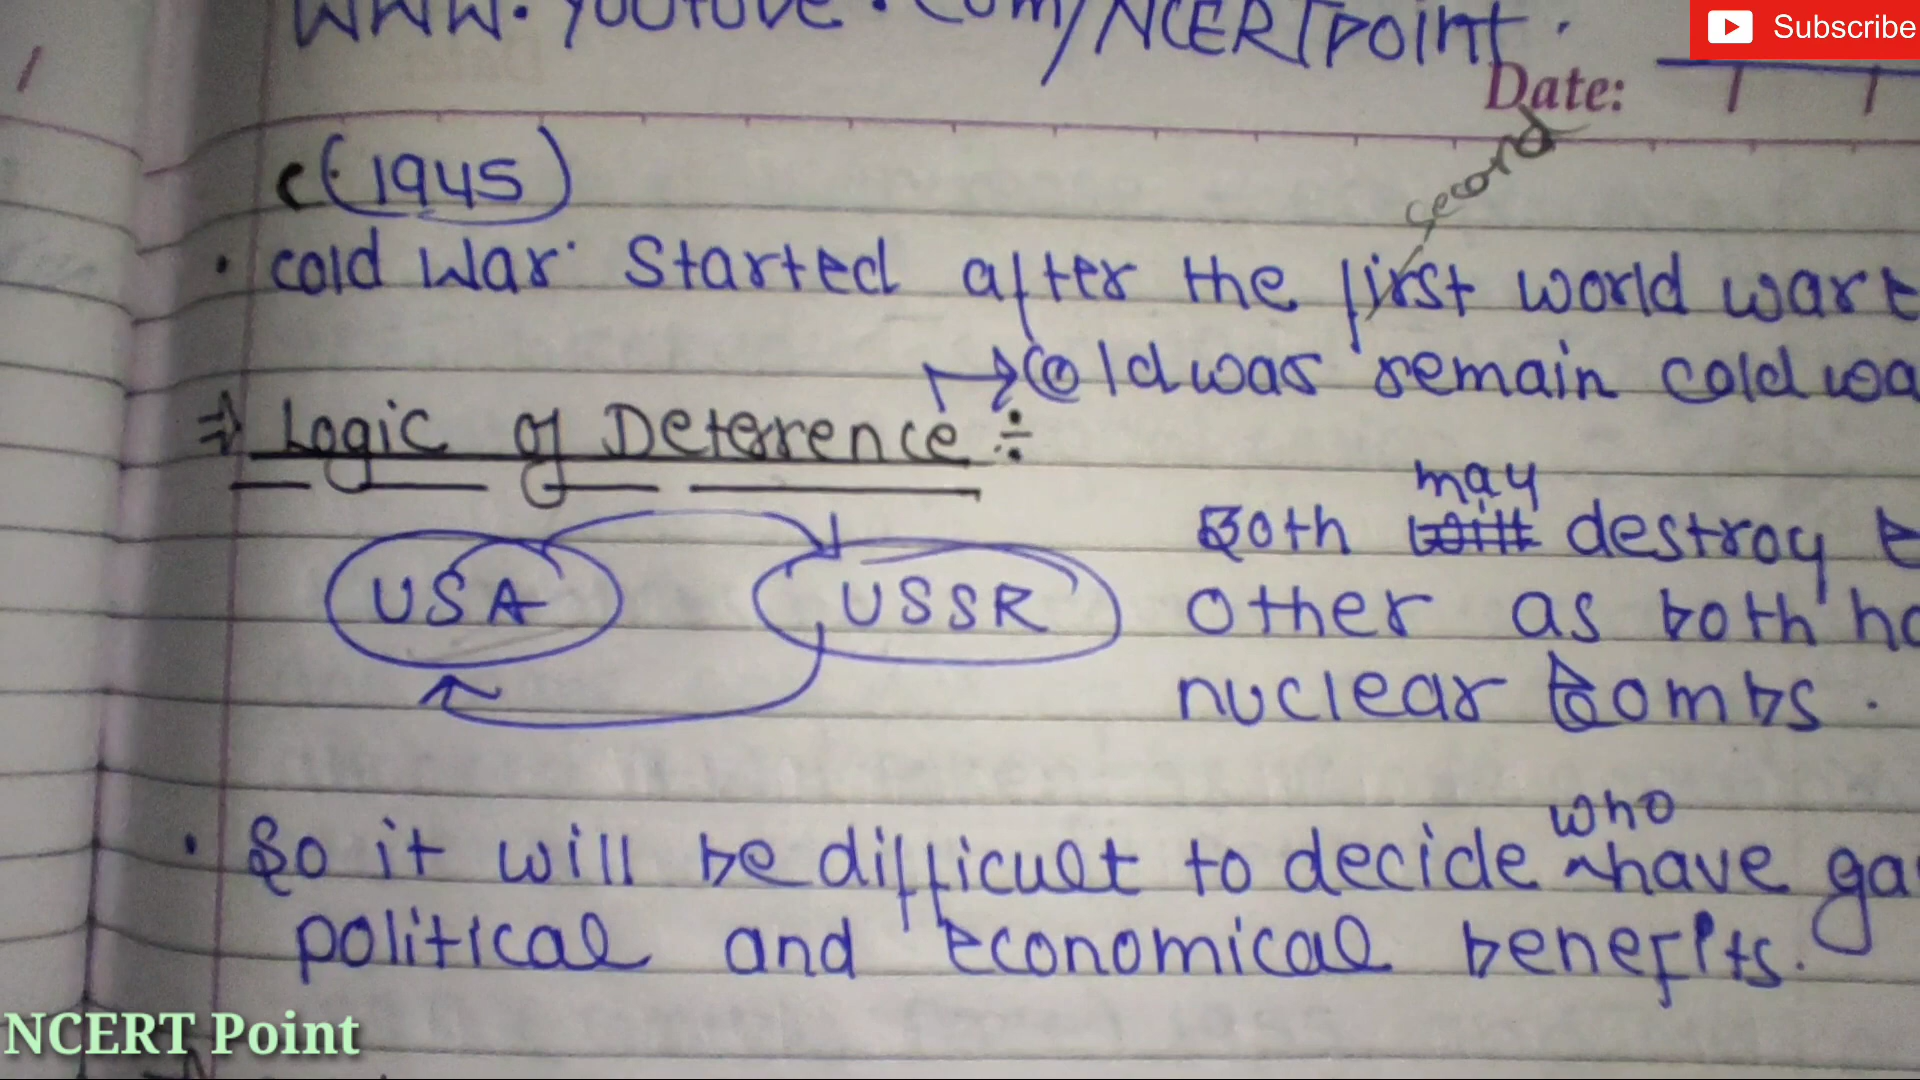 www.youtube.com/NCERTpoint.
Subscribe
Date:
(1945)
second
• cold war started after the first world war
→ cold war remain cold
⇒ Logic of Deterrence ÷
may
Both will destroy
USA USSR
other as both
nuclear bombs.
who
• So it will be difficult to decide ^ have
political and economical benefits.
NCERT Point